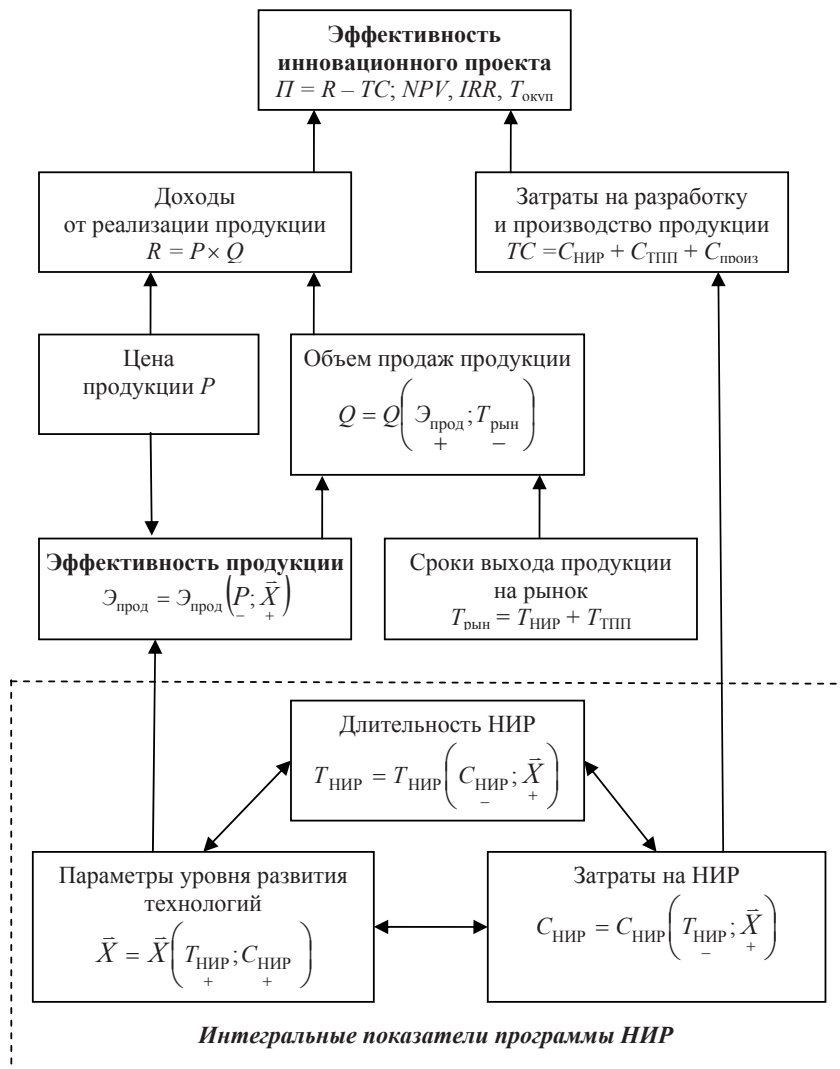 Эффективность
инновационного проекта
П = R – TC; NPV, IRR, Tокуп
Доходы
от реализации продукции
R = P× Q
Затраты на разработку
и производство продукции
TC =CНИР + CТПП + Cпроиз
Цена
продукции P
Объем продаж продукции
Q = Q(Эпрод;Tрын)
+ −
Эффективность продукции
Эпрод = Эпрод(P; X̄)
− +
Сроки выхода продукции
на рынок
Tрын = TНИР + TТПП
Длительность НИР
TНИР = TНИР(CНИР; X̄)
− +
Параметры уровня развития
технологий
X̄ = X̄(TНИР;CНИР)
+ +
Затраты на НИР
CНИР = CНИР(TНИР; X̄)
− +
Интегральные показатели программы НИР